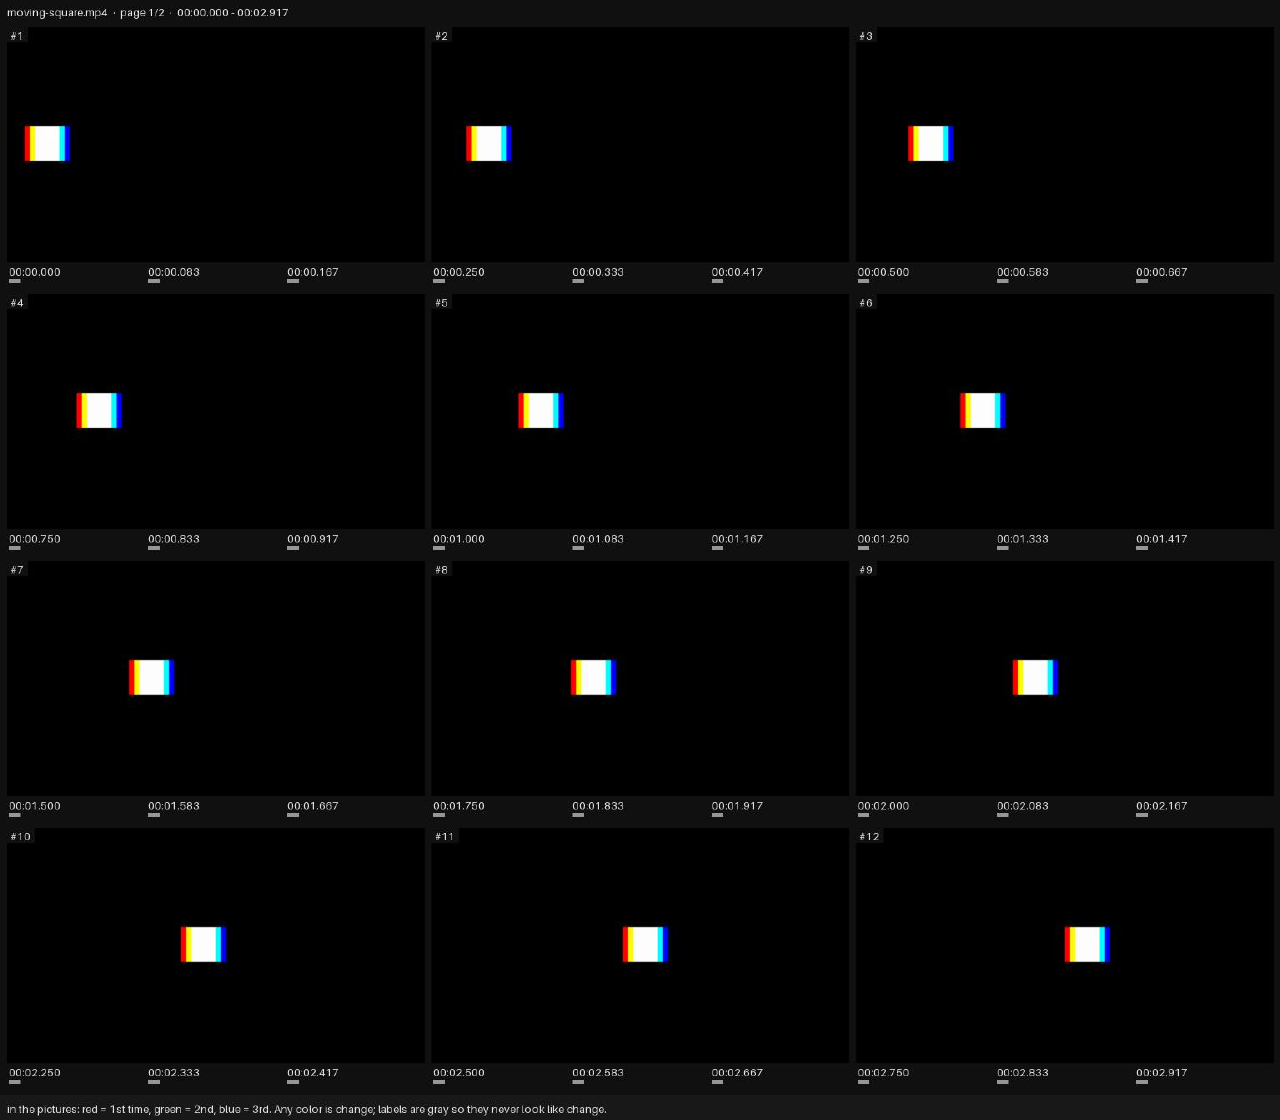 moving-square.mp4 · page 1/2 · 00:00.000 - 00:02.917
#1 #2 #3
00:00.000 00:00.083 00:00.167 00:00.250 00:00.333 00:00.417 00:00.500 00:00.583 00:00.667
#4 #5 #6
00:00.750 00:00.833 00:00.917 00:01.000 00:01.083 00:01.167 00:01.250 00:01.333 00:01.417
#7 #8 #9
00:01.500 00:01.583 00:01.667 00:01.750 00:01.833 00:01.917 00:02.000 00:02.083 00:02.167
#10 #11 #12
00:02.250 00:02.333 00:02.417 00:02.500 00:02.583 00:02.667 00:02.750 00:02.833 00:02.917
in the pictures: red = 1st time, green = 2nd, blue = 3rd. Any color is change; labels are gray so they never look like change.